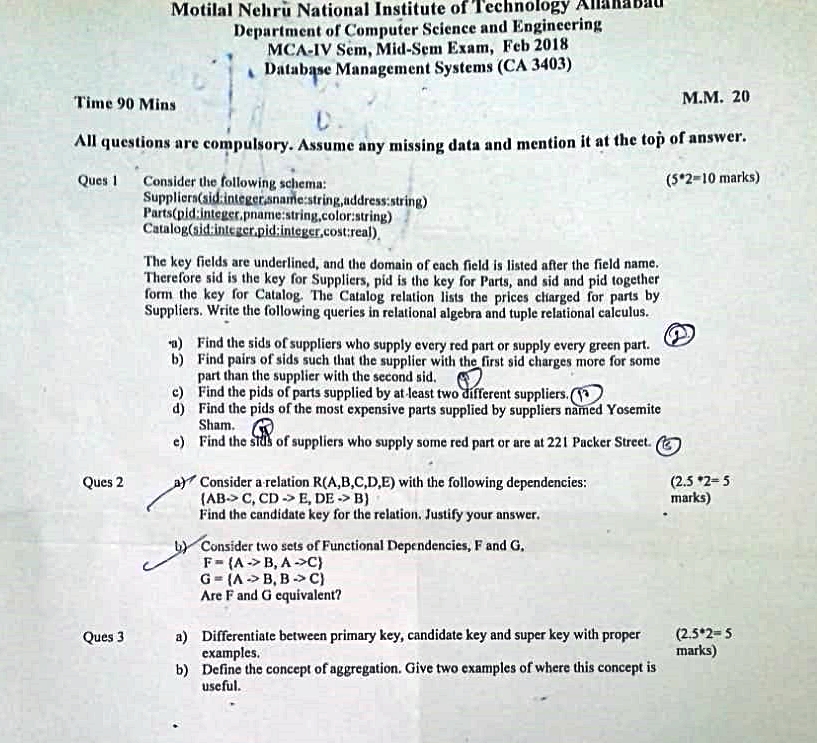 Motilal Nehru National Institute of Technology Allahabad
Department of Computer Science and Engineering
MCA-IV Sem, Mid-Sem Exam, Feb 2018
Database Management Systems (CA 3403)
Time 90 Mins M.M. 20
All questions are compulsory. Assume any missing data and mention it at the top of answer.
Ques 1 Consider the following schema: (5*2=10 marks)
Suppliers(sid:integer,sname:string,address:string)
Parts(pid:integer,pname:string,color:string)
Catalog(sid:integer,pid:integer,cost:real)
The key fields are underlined, and the domain of each field is listed after the field name.
Therefore sid is the key for Suppliers, pid is the key for Parts, and sid and pid together
form the key for Catalog. The Catalog relation lists the prices charged for parts by
Suppliers. Write the following queries in relational algebra and tuple relational calculus.
a) Find the sids of suppliers who supply every red part or supply every green part.
b) Find pairs of sids such that the supplier with the first sid charges more for some
part than the supplier with the second sid.
c) Find the pids of parts supplied by at-least two different suppliers.
d) Find the pids of the most expensive parts supplied by suppliers named Yosemite
Sham.
e) Find the sids of suppliers who supply some red part or are at 221 Packer Street.
Ques 2 a) Consider a relation R(A,B,C,D,E) with the following dependencies: (2.5 *2= 5
{AB-> C, CD -> E, DE -> B} marks)
Find the candidate key for the relation. Justify your answer.
b) Consider two sets of Functional Dependencies, F and G,
F = {A -> B, A ->C}
G = {A -> B, B -> C}
Are F and G equivalent?
Ques 3 a) Differentiate between primary key, candidate key and super key with proper (2.5*2= 5
examples. marks)
b) Define the concept of aggregation. Give two examples of where this concept is
useful.